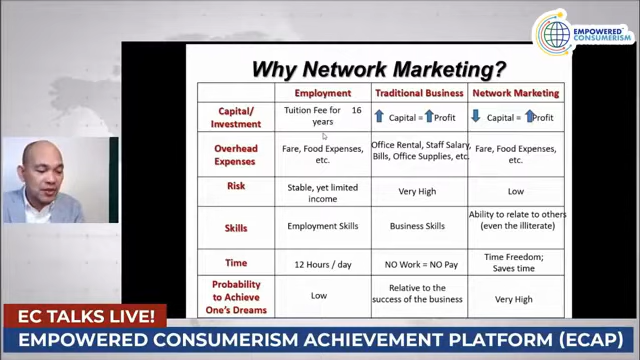 EMPOWERED
CONSUMERISM
Why Network Marketing?
Employment Traditional Business Network Marketing
Capital/
Investment
Tuition Fee for 16
years
Capital = Profit
Capital = Profit
Overhead
Expenses
Fare, Food Expenses,
etc.
Office Rental, Staff Salary,
Bills, Office Supplies, etc.
Fare, Food Expenses,
etc.
Risk
Stable, yet limited
income
Very High
Low
Skills
Employment Skills
Business Skills
Ability to relate to others
(even the illiterate)
Time
12 Hours / day
NO Work = NO Pay
Time Freedom;
Saves time
Probability
to Achieve
One's Dreams
Low
Relative to the
success of the business
Very High
EC TALKS LIVE!
EMPOWERED CONSUMERISM ACHIEVEMENT PLATFORM (ECAP)